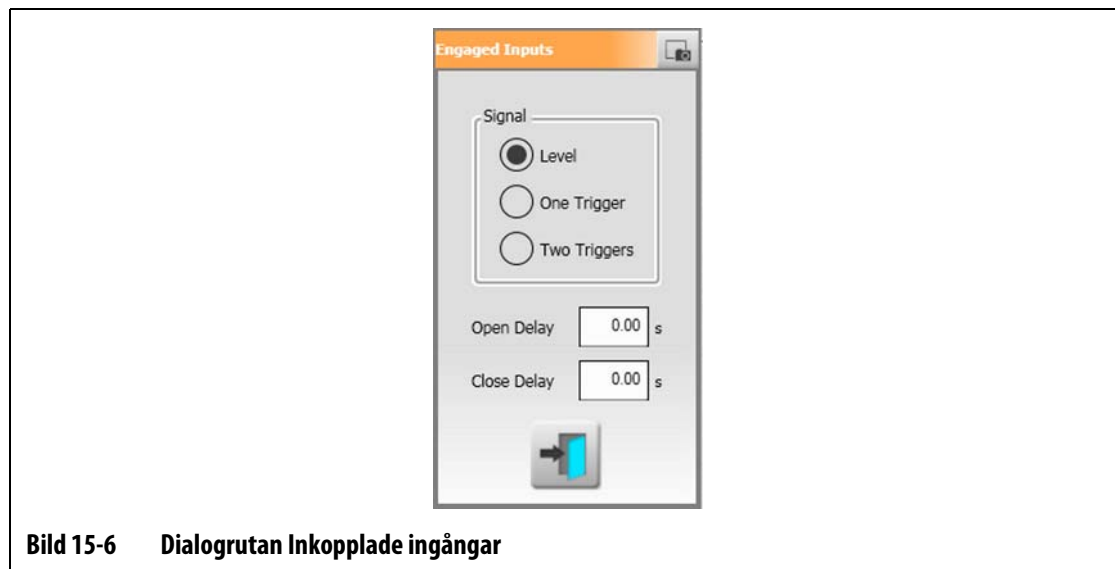 Engaged Inputs
Signal
Level
One Trigger
Two Triggers
Open Delay 0.00 s
Close Delay 0.00 s
Bild 15-6 Dialogrutan Inkopplade ingångar